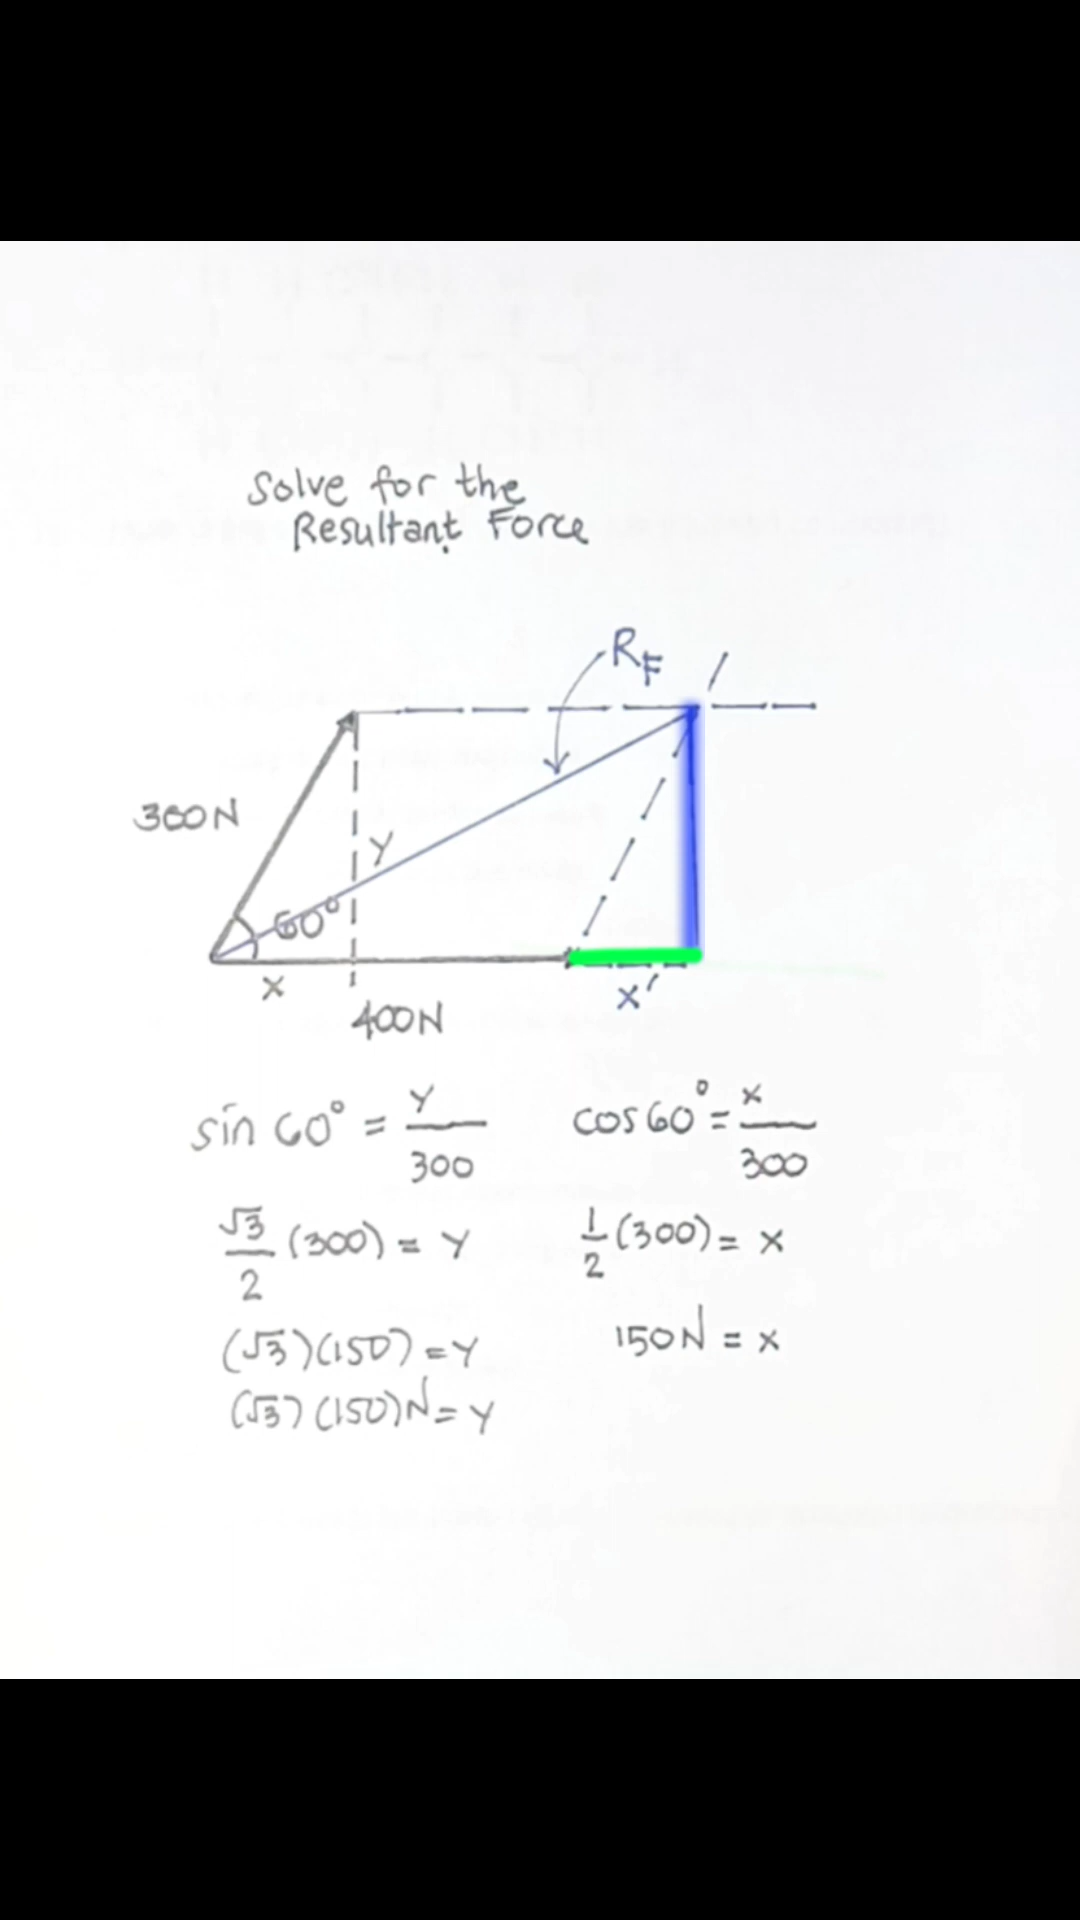 Solve for the
Resultant Force
R_F
300N
Y
60°
X
X'
400N
sin 60° = Y/300
cos 60° = x/300
√3/2 (300) = Y
1/2 (300) = X
(√3)(150) = Y
150N = X
(√3)(150)N = Y